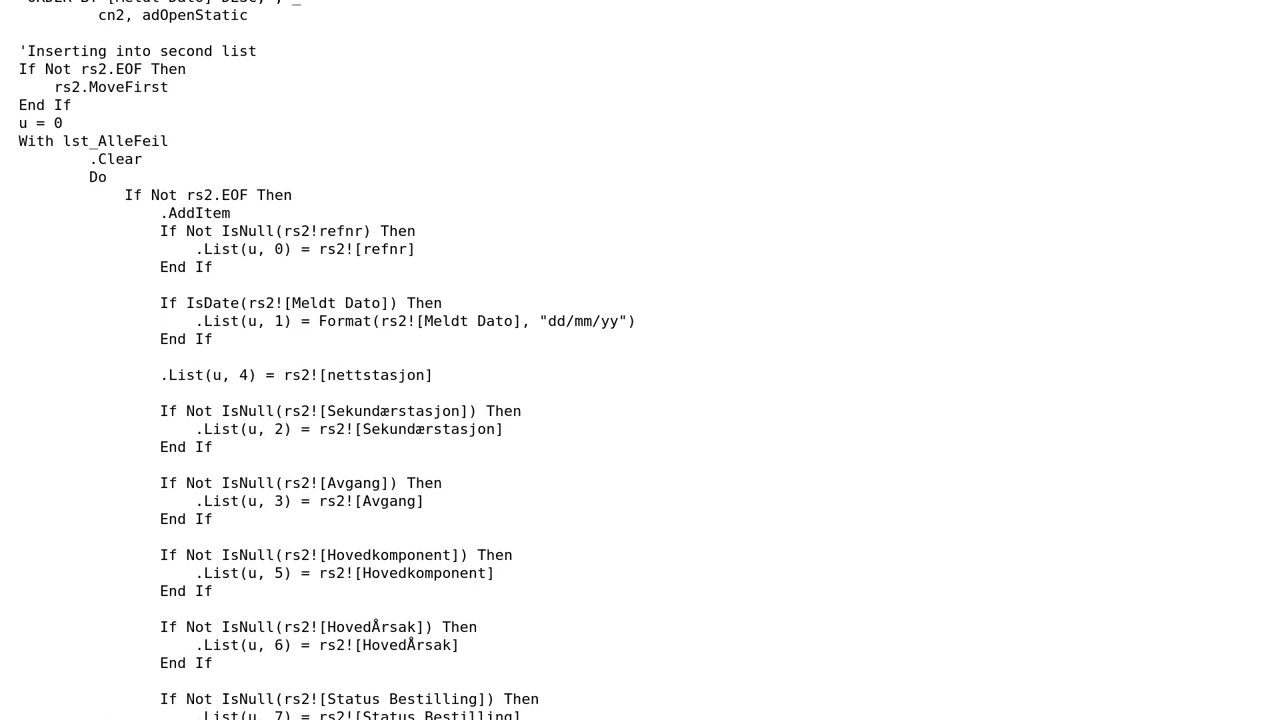 cn2, adOpenStatic
'Inserting into second list
If Not rs2.EOF Then
rs2.MoveFirst
End If
u = 0
With lst_AlleFeil
.Clear
Do
If Not rs2.EOF Then
.AddItem
If Not IsNull(rs2!refnr) Then
.List(u, 0) = rs2![refnr]
End If
If IsDate(rs2![Meldt Dato]) Then
.List(u, 1) = Format(rs2![Meldt Dato], "dd/mm/yy")
End If
.List(u, 4) = rs2![nettstasjon]
If Not IsNull(rs2![Sekundærstasjon]) Then
.List(u, 2) = rs2![Sekundærstasjon]
End If
If Not IsNull(rs2![Avgang]) Then
.List(u, 3) = rs2![Avgang]
End If
If Not IsNull(rs2![Hovedkomponent]) Then
.List(u, 5) = rs2![Hovedkomponent]
End If
If Not IsNull(rs2![HovedÅrsak]) Then
.List(u, 6) = rs2![HovedÅrsak]
End If
If Not IsNull(rs2![Status Bestilling]) Then
.List(u, 7) = rs2![Status Bestilling]